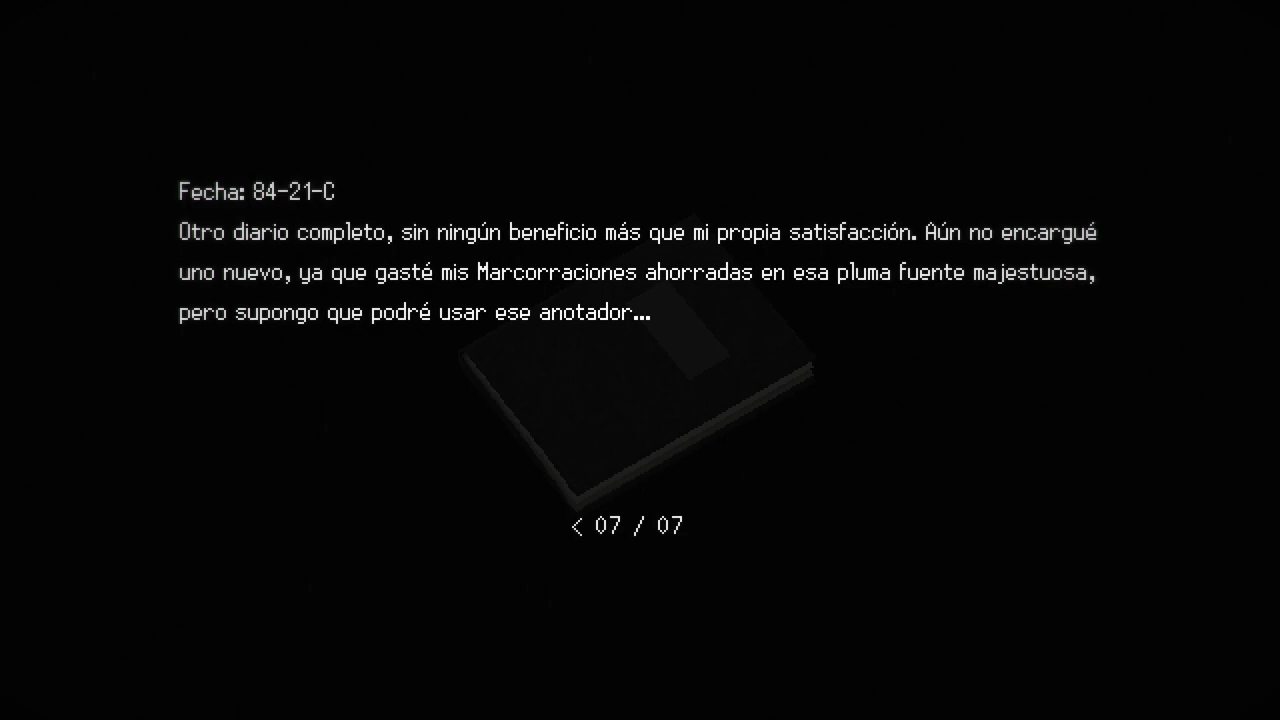 Fecha: 84-21-C
Otro diario completo, sin ningún beneficio más que mi propia satisfacción. Aún no encargué
uno nuevo, ya que gasté mis Marcorraciones ahorradas en esa pluma fuente majestuosa,
pero supongo que podré usar ese anotador...
< 07 / 07